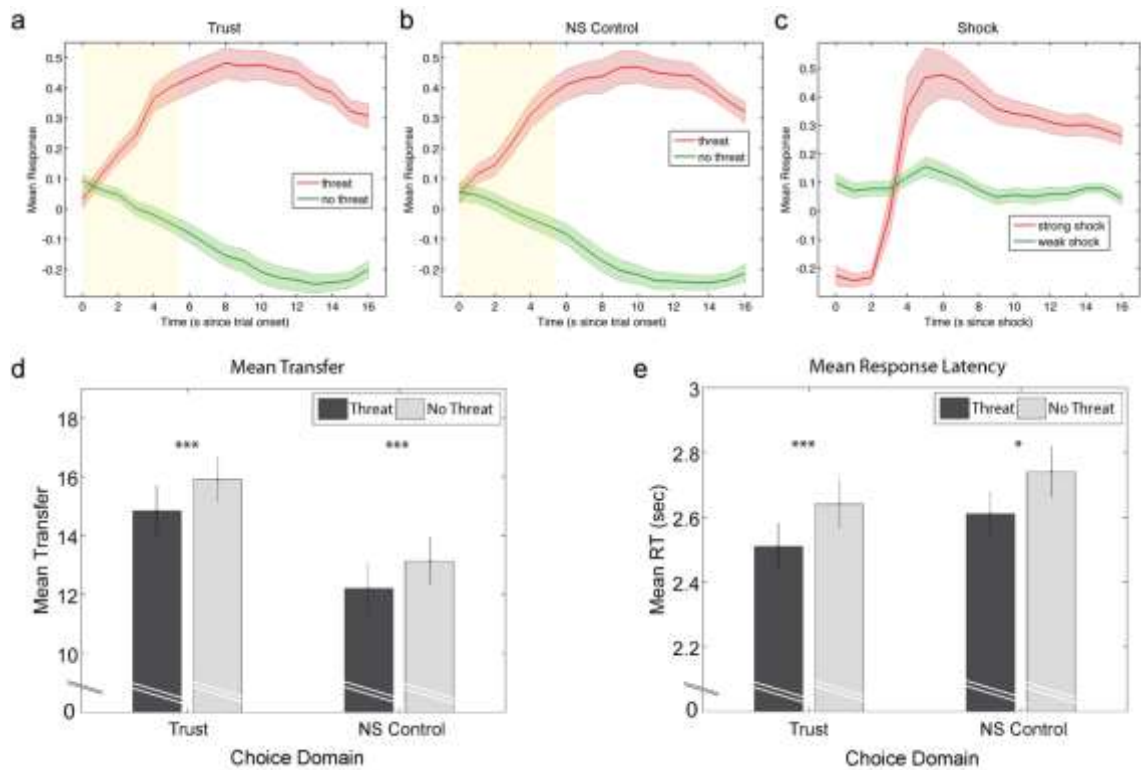 a
Trust
Mean Response
0.5
0.4
0.3
0.2
0.1
0
-0.1
-0.2
threat
no threat
0 2 4 6 8 10 12 14 16
Time (s since trial onset)
b
NS Control
Mean Response
0.5
0.4
0.3
0.2
0.1
0
-0.1
-0.2
threat
no threat
0 2 4 6 8 10 12 14 16
Time (s since trial onset)
c
Shock
Mean Response
0.5
0.4
0.3
0.2
0.1
0
-0.1
-0.2
strong shock
weak shock
0 2 4 6 8 10 12 14 16
Time (s since shock)
d
Mean Transfer
Threat No Threat
Mean Transfer
18
16
14
12
10
0
*** ***
Trust NS Control
Choice Domain
e
Mean Response Latency
Threat No Threat
Mean RT (sec)
3
2.8
2.6
2.4
2.2
0
*** *
Trust NS Control
Choice Domain